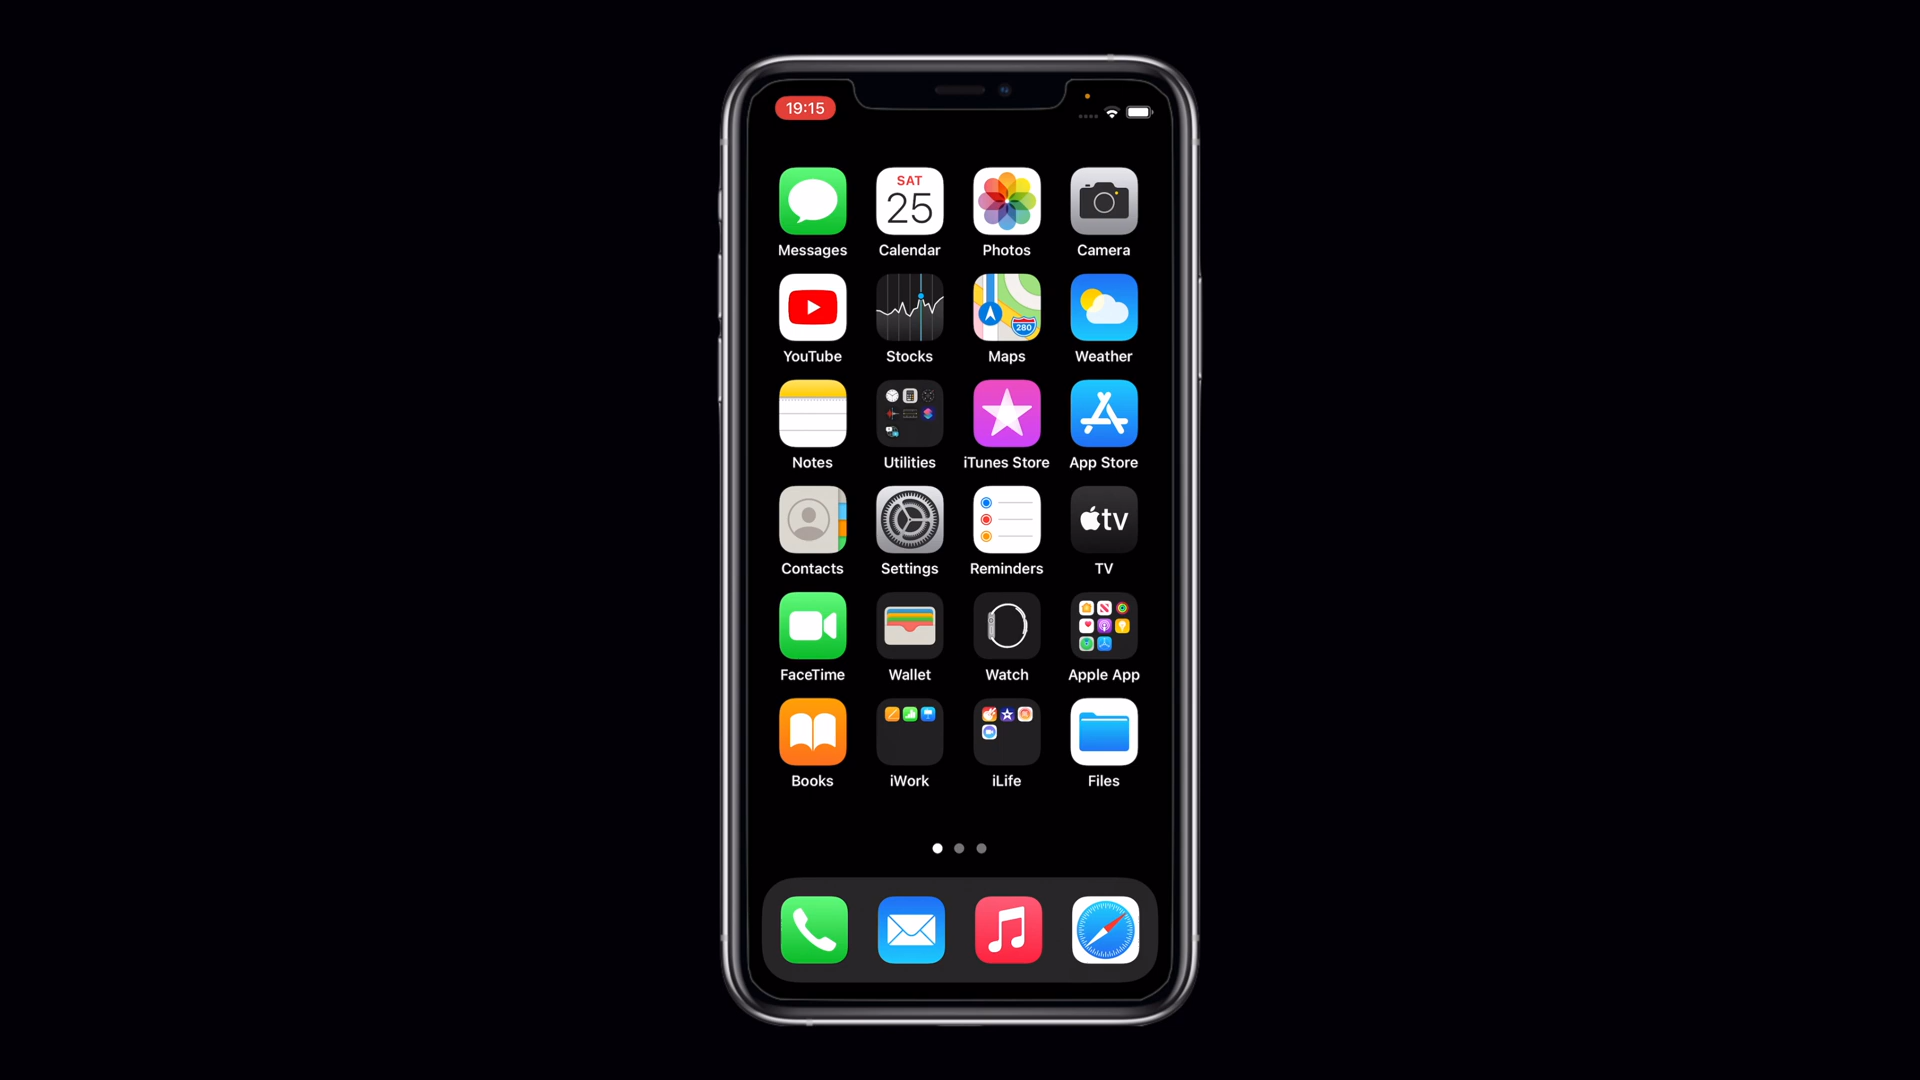 19:15
SAT
25
Messages Calendar Photos Camera
280
YouTube Stocks Maps Weather
Notes Utilities iTunes Store App Store
tv
Contacts Settings Reminders TV
FaceTime Wallet Watch Apple App
Books iWork iLife Files